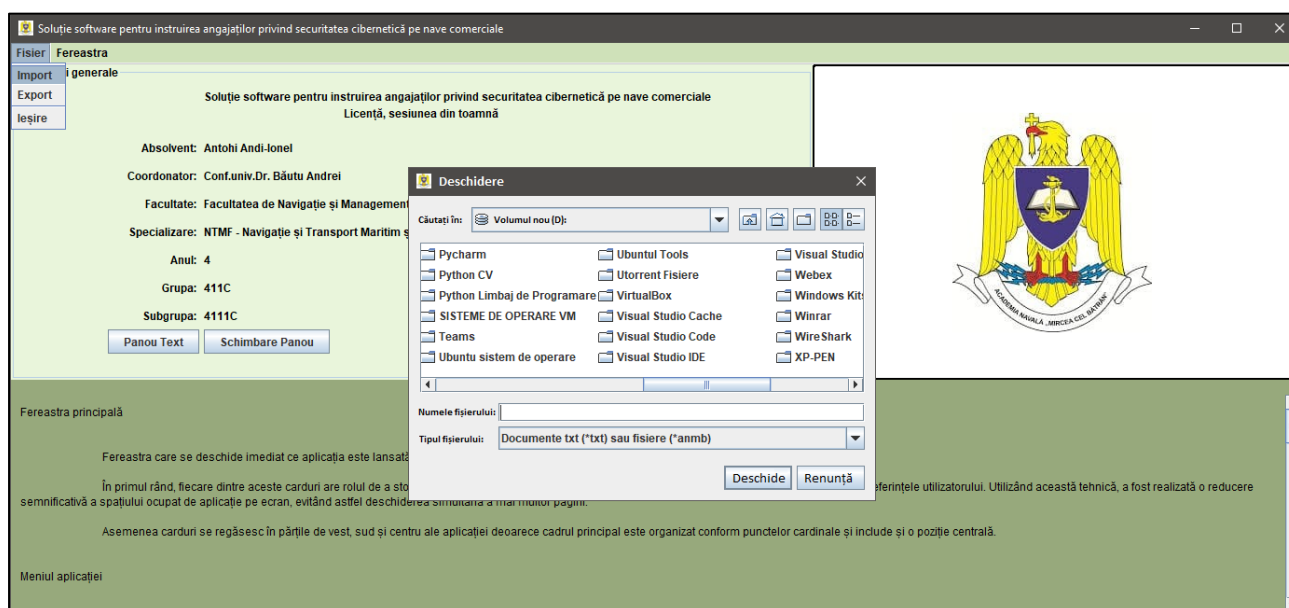 Soluție software pentru instruirea angajaților privind securitatea cibernetică pe nave comerciale
Fisier Fereastra
Import
Export
Ieșire
i generale
Soluție software pentru instruirea angajaților privind securitatea cibernetică pe nave comerciale
Licență, sesiunea din toamnă
Absolvent: Antohi Andi-Ionel
Coordonator: Conf.univ.Dr. Băutu Andrei
Facultate: Facultatea de Navigație și Management
Specializare: NTMF - Navigație și Transport Maritim ș
Anul: 4
Grupa: 411C
Subgrupa: 4111C
Panou Text Schimbare Panou
ACADEMIA NAVALĂ „MIRCEA CEL BĂTRÂN"
Deschidere
Căutați în: Volumul nou (D):
Pycharm Ubuntul Tools Visual Studio
Python CV Utorrent Fisiere Webex
Python Limbaj de Programare VirtualBox Windows Kit
SISTEME DE OPERARE VM Visual Studio Cache Winrar
Teams Visual Studio Code WireShark
Ubuntu sistem de operare Visual Studio IDE XP-PEN
Numele fișierului:
Tipul fișierului: Documente txt (*txt) sau fisiere (*anmb)
Deschide Renunță
Fereastra principală
Fereastra care se deschide imediat ce aplicația este lansată
În primul rând, fiecare dintre aceste carduri are rolul de a sto eferințele utilizatorului. Utilizând această tehnică, a fost realizată o reducere
semnificativă a spațiului ocupat de aplicație pe ecran, evitând astfel deschiderea simultană a mai multor pagini.
Asemenea carduri se regăsesc în părțile de vest, sud și centru ale aplicației deoarece cadrul principal este organizat conform punctelor cardinale și include și o poziție centrală.
Meniul aplicației